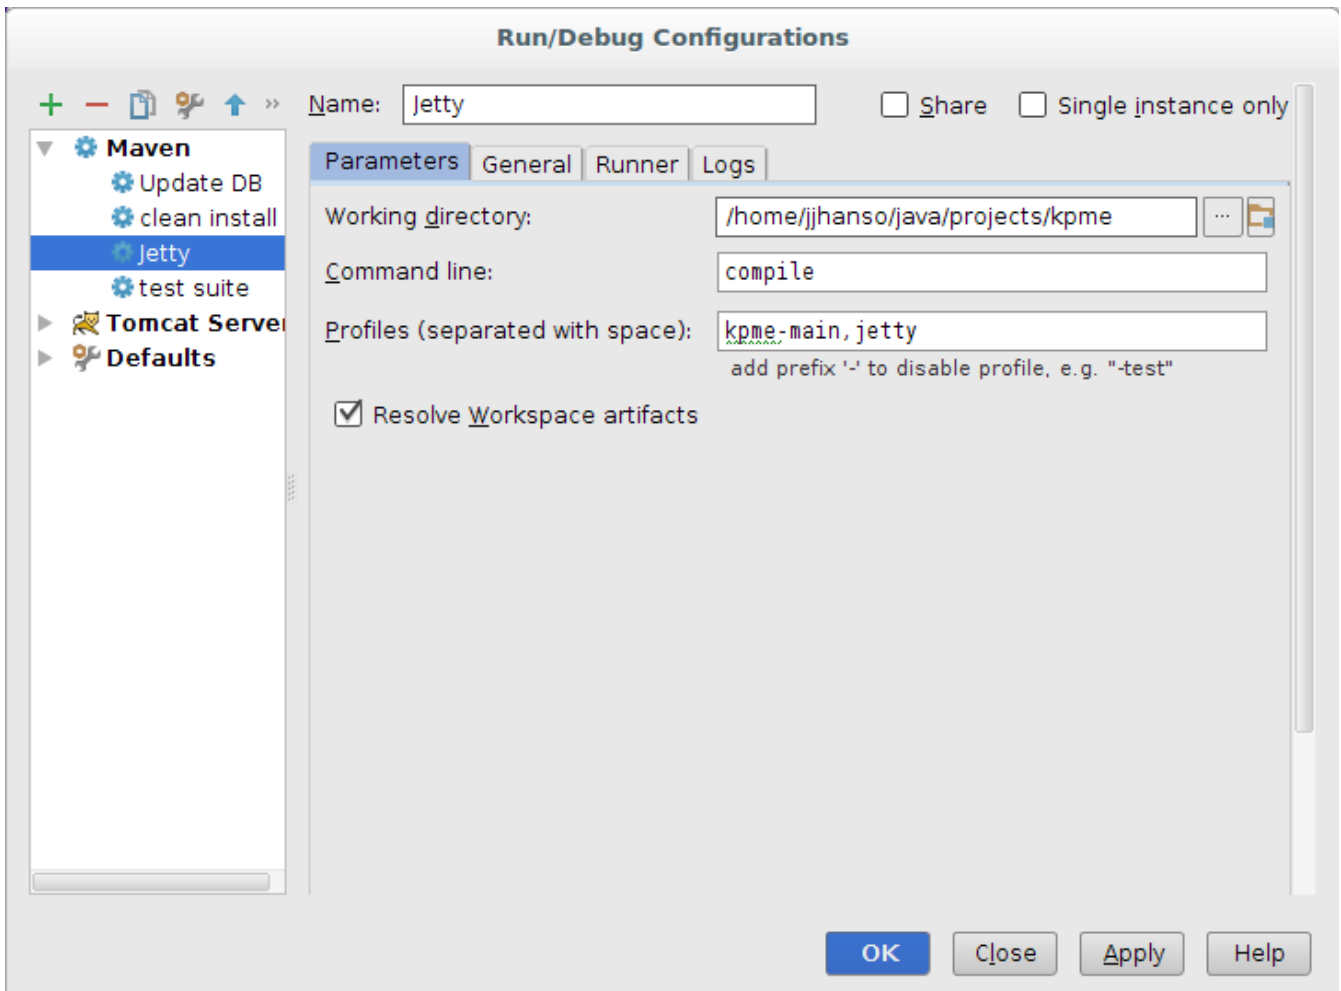 Run/Debug Configurations
Name: Jetty Share Single instance only
Maven
Update DB
clean install
Jetty
test suite
Tomcat Server
Defaults
Parameters General Runner Logs
Working directory: /home/jjhanso/java/projects/kpme ...
Command line: compile
Profiles (separated with space): kpme-main,jetty
add prefix '-' to disable profile, e.g. "-test"
Resolve Workspace artifacts
OK Close Apply Help